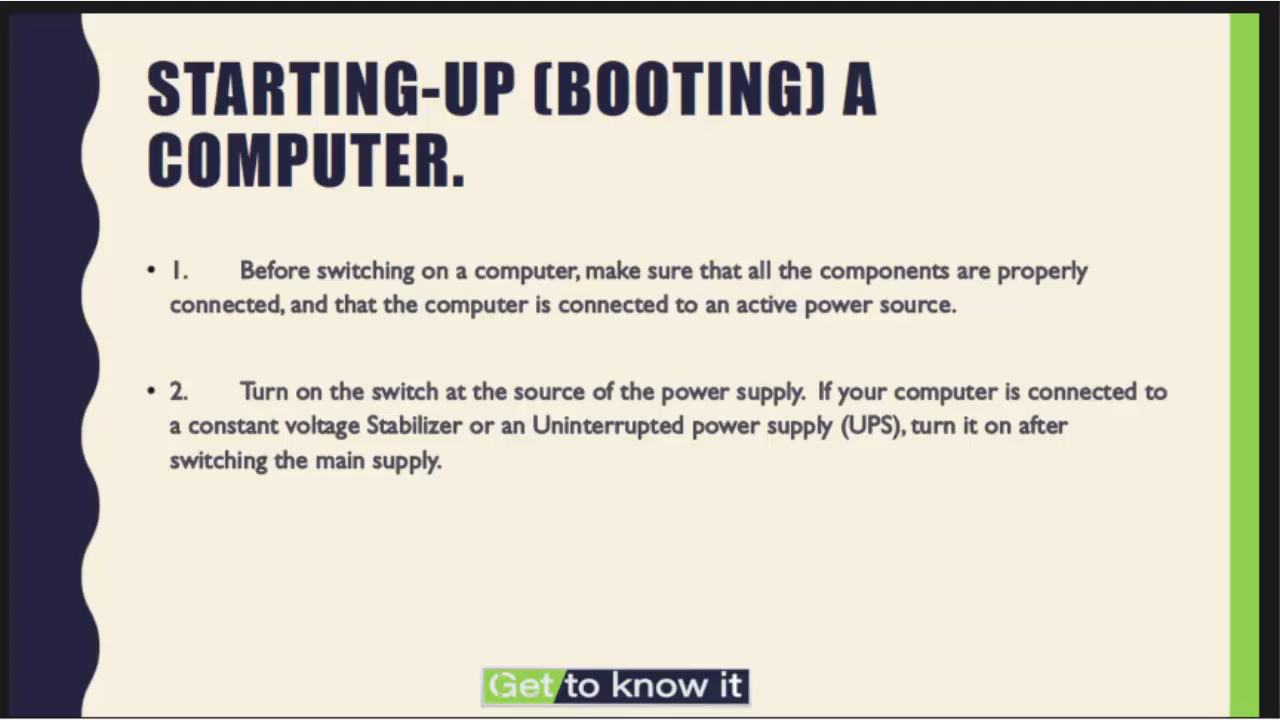 STARTING-UP (BOOTING) A
COMPUTER.
• 1. Before switching on a computer, make sure that all the components are properly
connected, and that the computer is connected to an active power source.
• 2. Turn on the switch at the source of the power supply. If your computer is connected to
a constant voltage Stabilizer or an Uninterrupted power supply (UPS), turn it on after
switching the main supply.
Get to know it